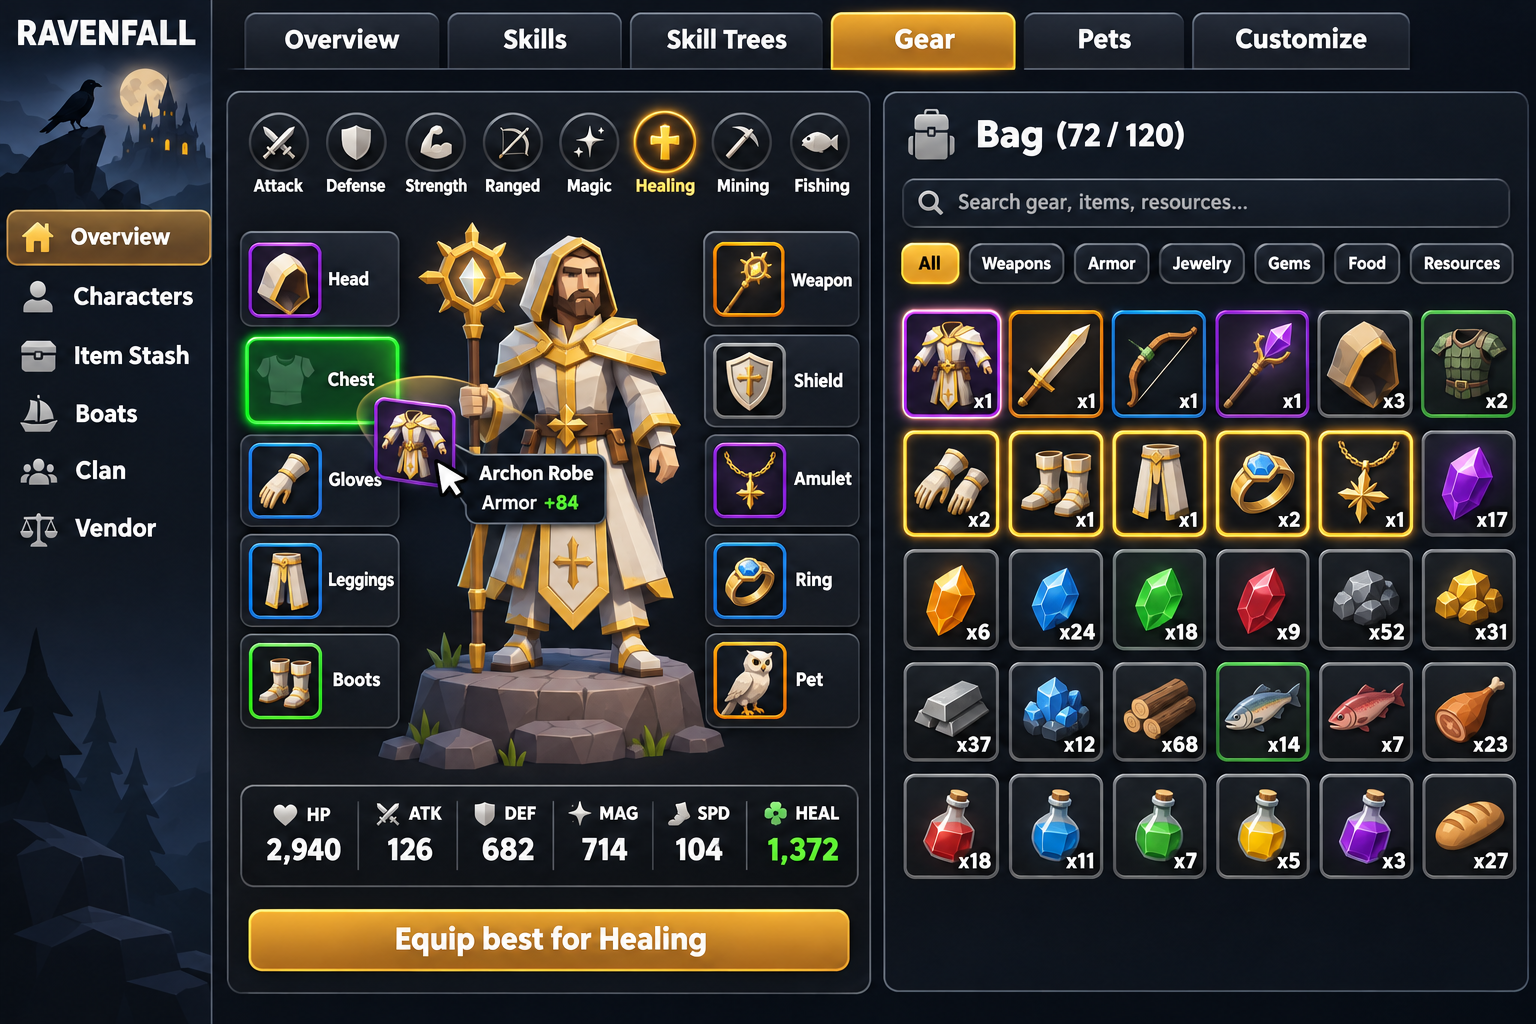 RAVENFALL
Overview
Characters
Item Stash
Boats
Clan
Vendor
Overview
Skills
Skill Trees
Gear
Pets
Customize
Attack
Defense
Strength
Ranged
Magic
Healing
Mining
Fishing
Head
Chest
Gloves
Leggings
Boots
Weapon
Shield
Amulet
Ring
Pet
Archon Robe
Armor +84
HP
2,940
ATK
126
DEF
682
MAG
714
SPD
104
HEAL
1,372
Equip best for Healing
Bag (72 / 120)
Search gear, items, resources...
All
Weapons
Armor
Jewelry
Gems
Food
Resources
x1
x1
x1
x1
x3
x2
x2
x1
x1
x2
x1
x17
x6
x24
x18
x9
x52
x31
x37
x12
x68
x14
x7
x23
x18
x11
x7
x5
x3
x27